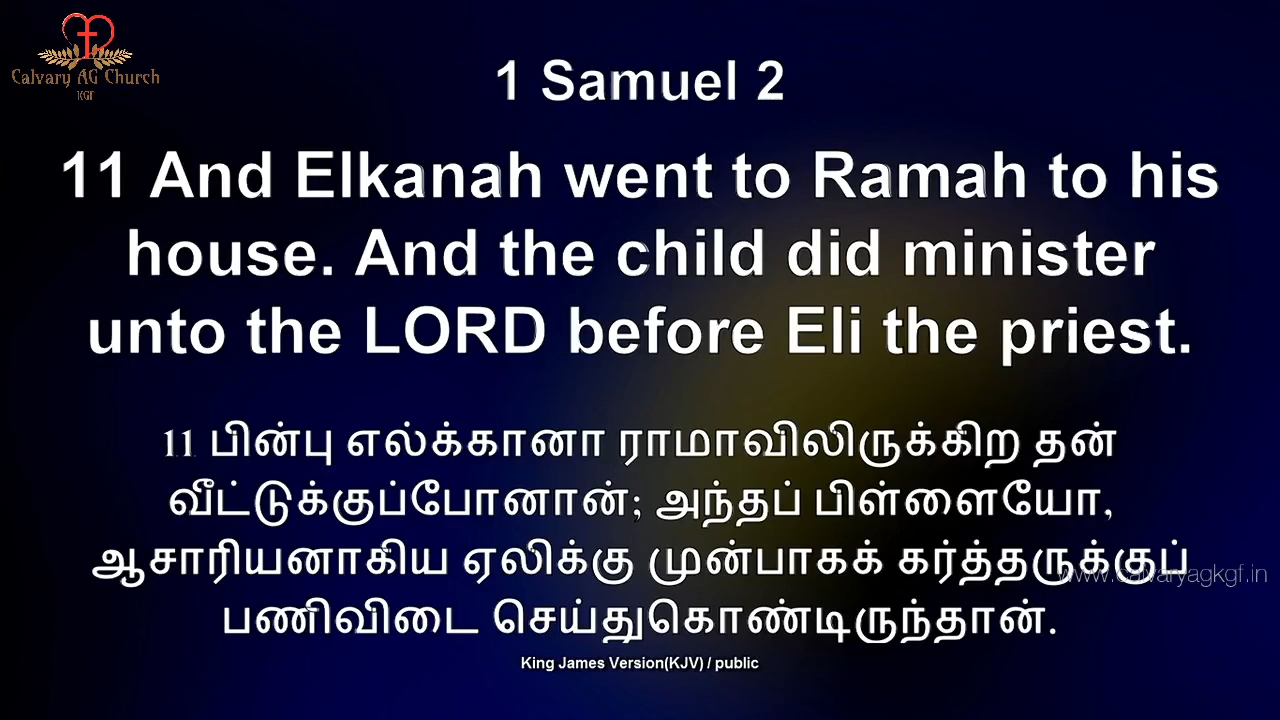 Calvary AG Church
KGF
1 Samuel 2
11 And Elkanah went to Ramah to his
house. And the child did minister
unto the LORD before Eli the priest.
11 பின்பு எல்க்கானா ராமாவிலிருக்கிற தன்
வீட்டுக்குப்போனான்; அந்தப் பிள்ளையோ,
ஆசாரியனாகிய ஏலிக்கு முன்பாகக் கர்த்தருக்குப்
www.calvaryagkgf.in
பணிவிடை செய்துகொண்டிருந்தான்.
King James Version(KJV) / public